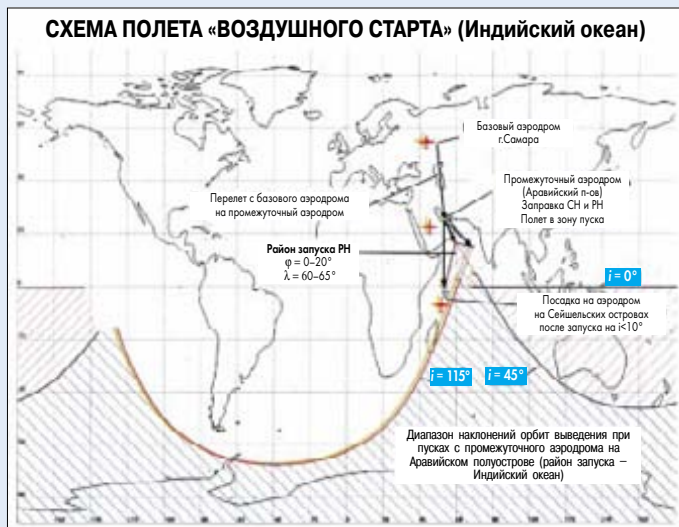 СХЕМА ПОЛЕТА «ВОЗДУШНОГО СТАРТА» (Индийский океан)
Базовый аэродром
г.Самара
Промежуточный аэродром
(Аравийский п-ов)
Заправка СН и РН
Полет в зону пуска
Перелет с базового аэродрома
на промежуточный аэродром
Район запуска РН
φ = 0–20°
λ = 60–65°
i = 0°
Посадка на аэродром
на Сейшельских островах
после запуска на i<10°
i = 115°
i = 45°
Диапазон наклонений орбит выведения при
пусках с промежуточного аэродрома на
Аравийском полуострове (район запуска –
Индийский океан)